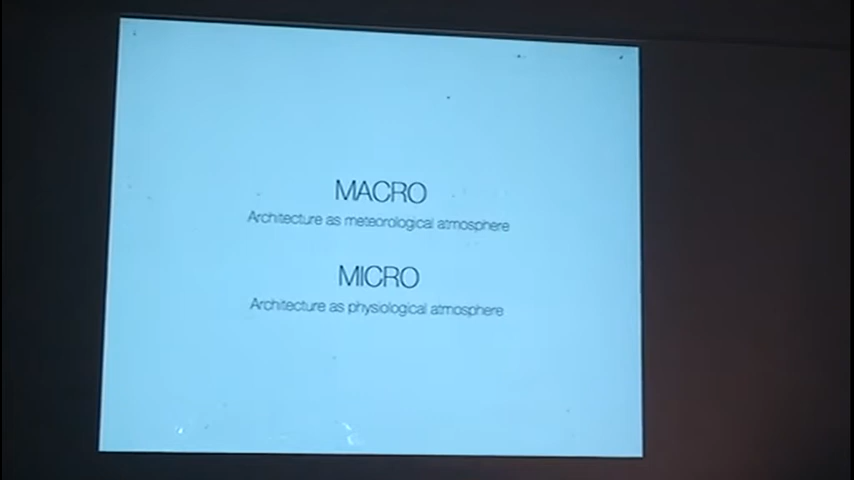 MACRO
Architecture as meteorological atmosphere
MICRO
Architecture as physiological atmosphere